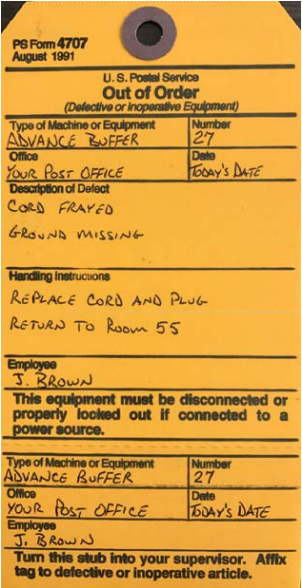 PS Form 4707
August 1991
U. S. Postal Service
Out of Order
(Defective or Inoperative Equipment)
Type of Machine or Equipment Number
ADVANCE BUFFER 27
Office Date
YOUR POST OFFICE TODAY'S DATE
Description of Defect
CORD FRAYED
GROUND MISSING
Handling Instructions
REPLACE CORD AND PLUG
RETURN TO ROOM 55
Employee
J. BROWN
This equipment must be disconnected or
properly locked out if connected to a
power source.
Type of Machine or Equipment Number
ADVANCE BUFFER 27
Office Date
YOUR POST OFFICE TODAY'S DATE
Employee
J. BROWN
Turn this stub into your supervisor. Affix
tag to defective or inoperative article.